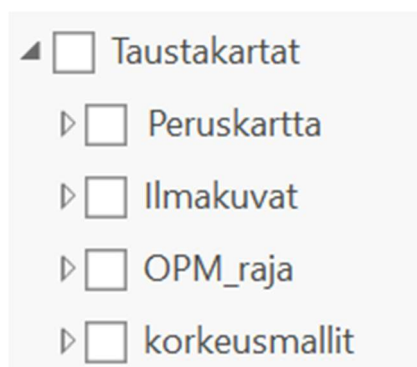 Taustakartat
Peruskartta
Ilmakuvat
OPM_raja
korkeusmallit